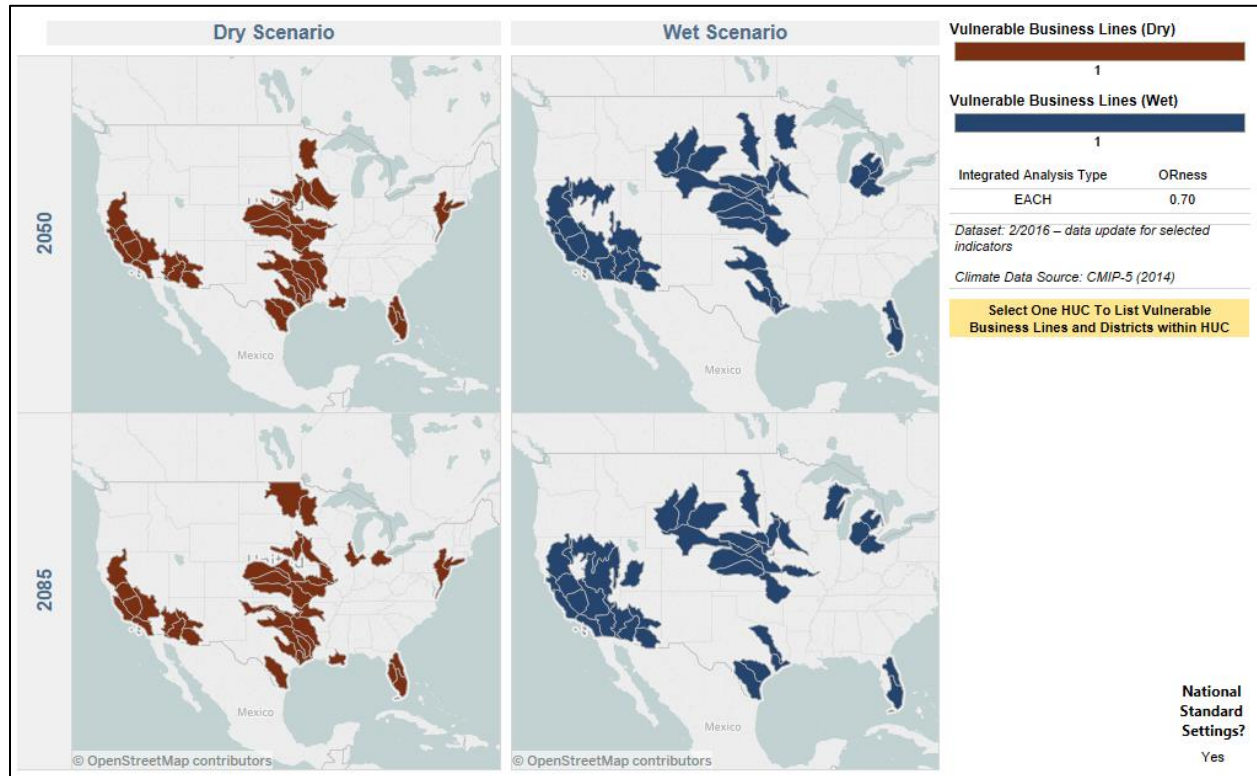 Dry Scenario
Wet Scenario
2050
Mexico
Mexico
2085
Mexico
Mexico
© OpenStreetMap contributors
© OpenStreetMap contributors
Vulnerable Business Lines (Dry)
1
Vulnerable Business Lines (Wet)
1
Integrated Analysis Type ORness
EACH 0.70
Dataset: 2/2016 – data update for selected
indicators
Climate Data Source: CMIP-5 (2014)
Select One HUC To List Vulnerable
Business Lines and Districts within HUC
National
Standard
Settings?
Yes